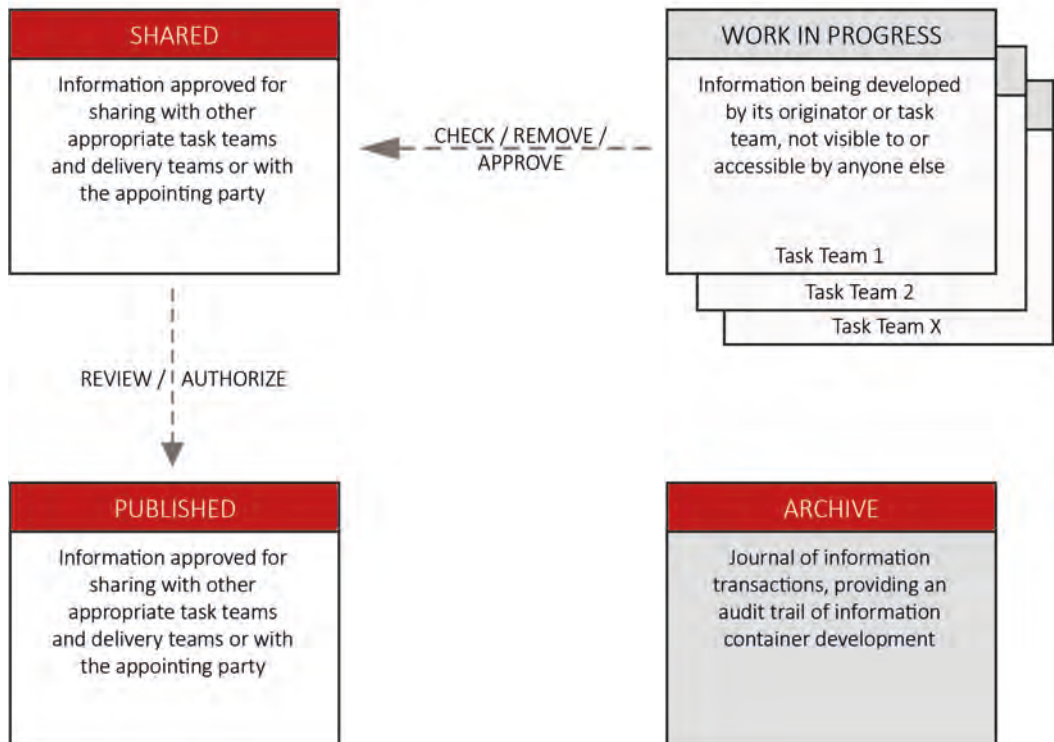 SHARED
Information approved for
sharing with other
appropriate task teams
and delivery teams or with
the appointing party
CHECK / REMOVE /
APPROVE
WORK IN PROGRESS
Information being developed
by its originator or task
team, not visible to or
accessible by anyone else
Task Team 1
Task Team 2
Task Team X
REVIEW / AUTHORIZE
PUBLISHED
Information approved for
sharing with other
appropriate task teams
and delivery teams or with
the appointing party
ARCHIVE
Journal of information
transactions, providing an
audit trail of information
container development